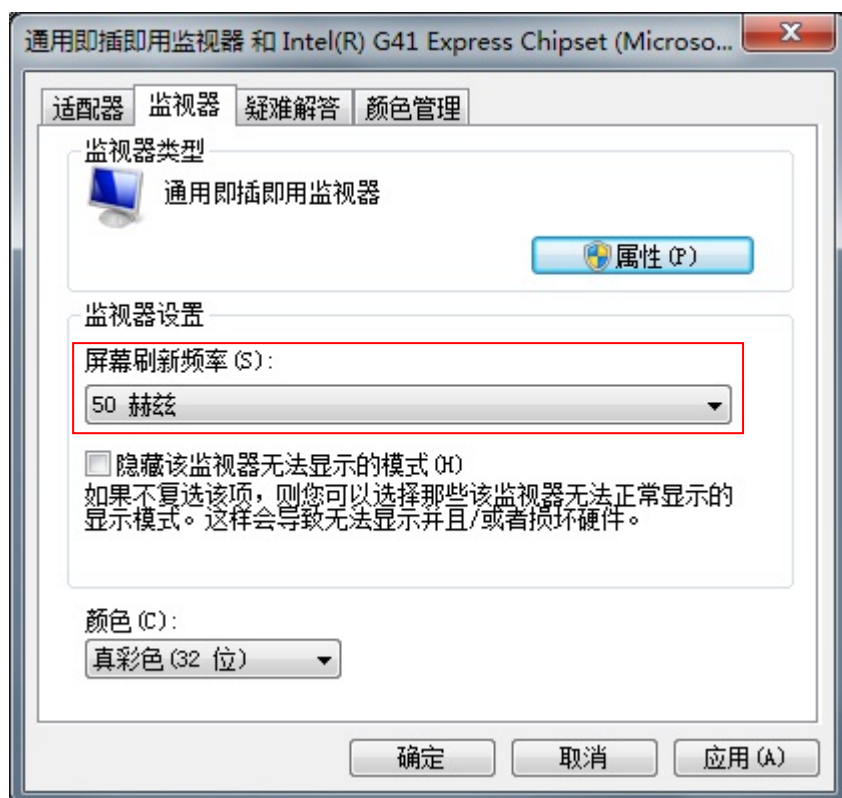 通用即插即用监视器 和 Intel(R) G41 Express Chipset (Microso...
适配器 监视器 疑难解答 颜色管理
监视器类型
通用即插即用监视器
属性(P)
监视器设置
屏幕刷新频率(S):
50 赫兹
隐藏该监视器无法显示的模式(H)
如果不复选该项，则您可以选择那些该监视器无法正常显示的
显示模式。这样会导致无法显示并且/或者损坏硬件。
颜色(C):
真彩色(32 位)
确定 取消 应用(A)